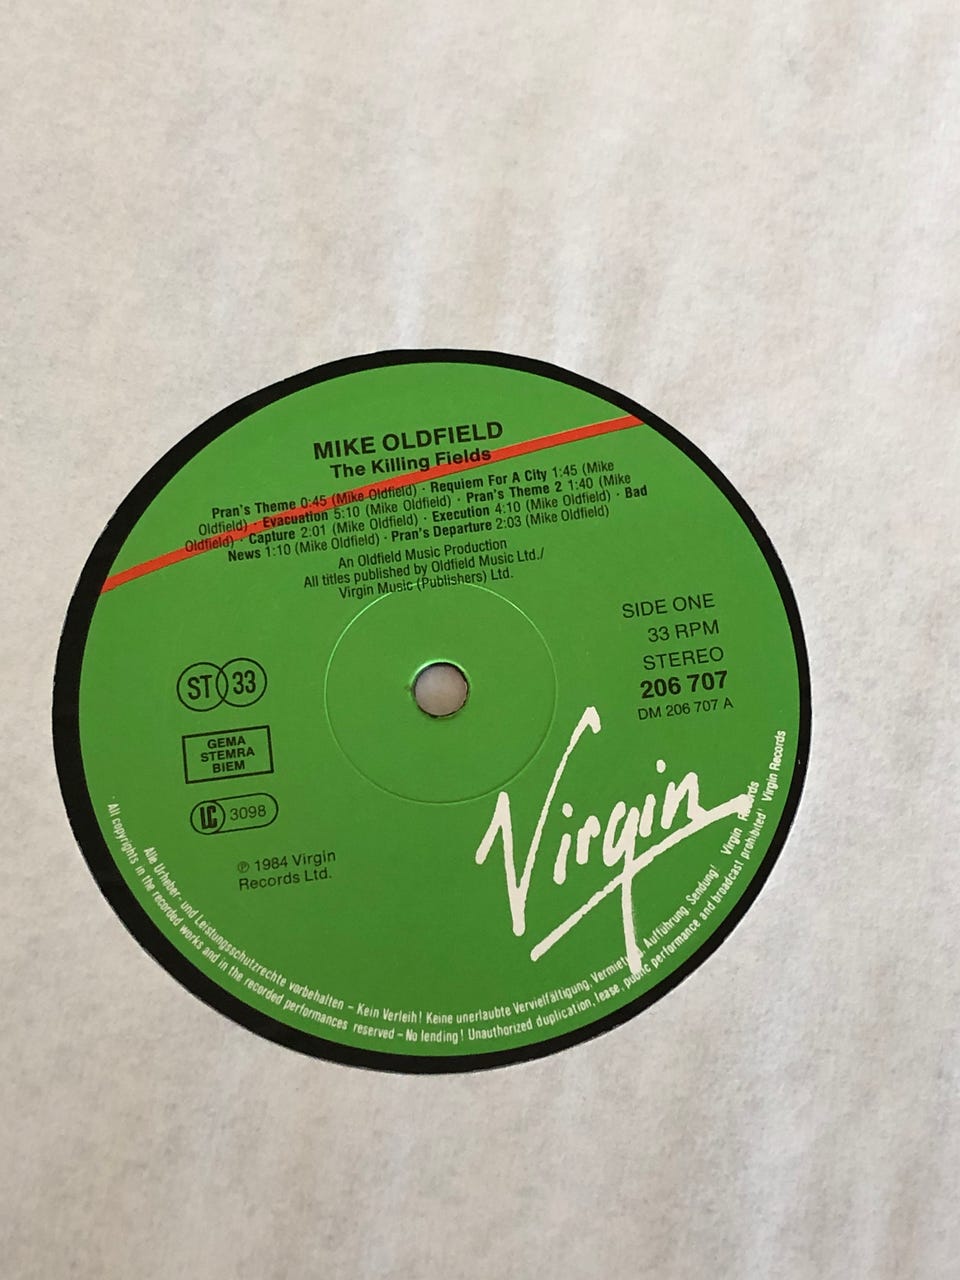 MIKE OLDFIELD
The Killing Fields
Pran's Theme 0:45 (Mike Oldfield) · Requiem For A City 1:45 (Mike
Oldfield) · Evacuation 5:10 (Mike Oldfield) · Pran's Theme 2 1:40 (Mike
Oldfield) · Capture 2:01 (Mike Oldfield) · Execution 4:10 (Mike Oldfield) · Bad
News 1:10 (Mike Oldfield) · Pran's Departure 2:03 (Mike Oldfield)
An Oldfield Music Production
All titles published by Oldfield Music Ltd./
Virgin Music (Publishers) Ltd.
SIDE ONE
33 RPM
STEREO
206 707
DM 206 707 A
ST 33
GEMA
STEMRA
BIEM
LC 3098
℗ 1984 Virgin
Records Ltd.
Virgin
Alle Urheber- und Leistungsschutzrechte vorbehalten – Kein Verleih! Keine unerlaubte Vervielfältigung, Vermietung, Aufführung, Sendung! Virgin Records
· All copyrights in the recorded works and in the recorded performances reserved – No lending! Unauthorized duplication, lease, public performance and broadcast prohibited! Virgin Records